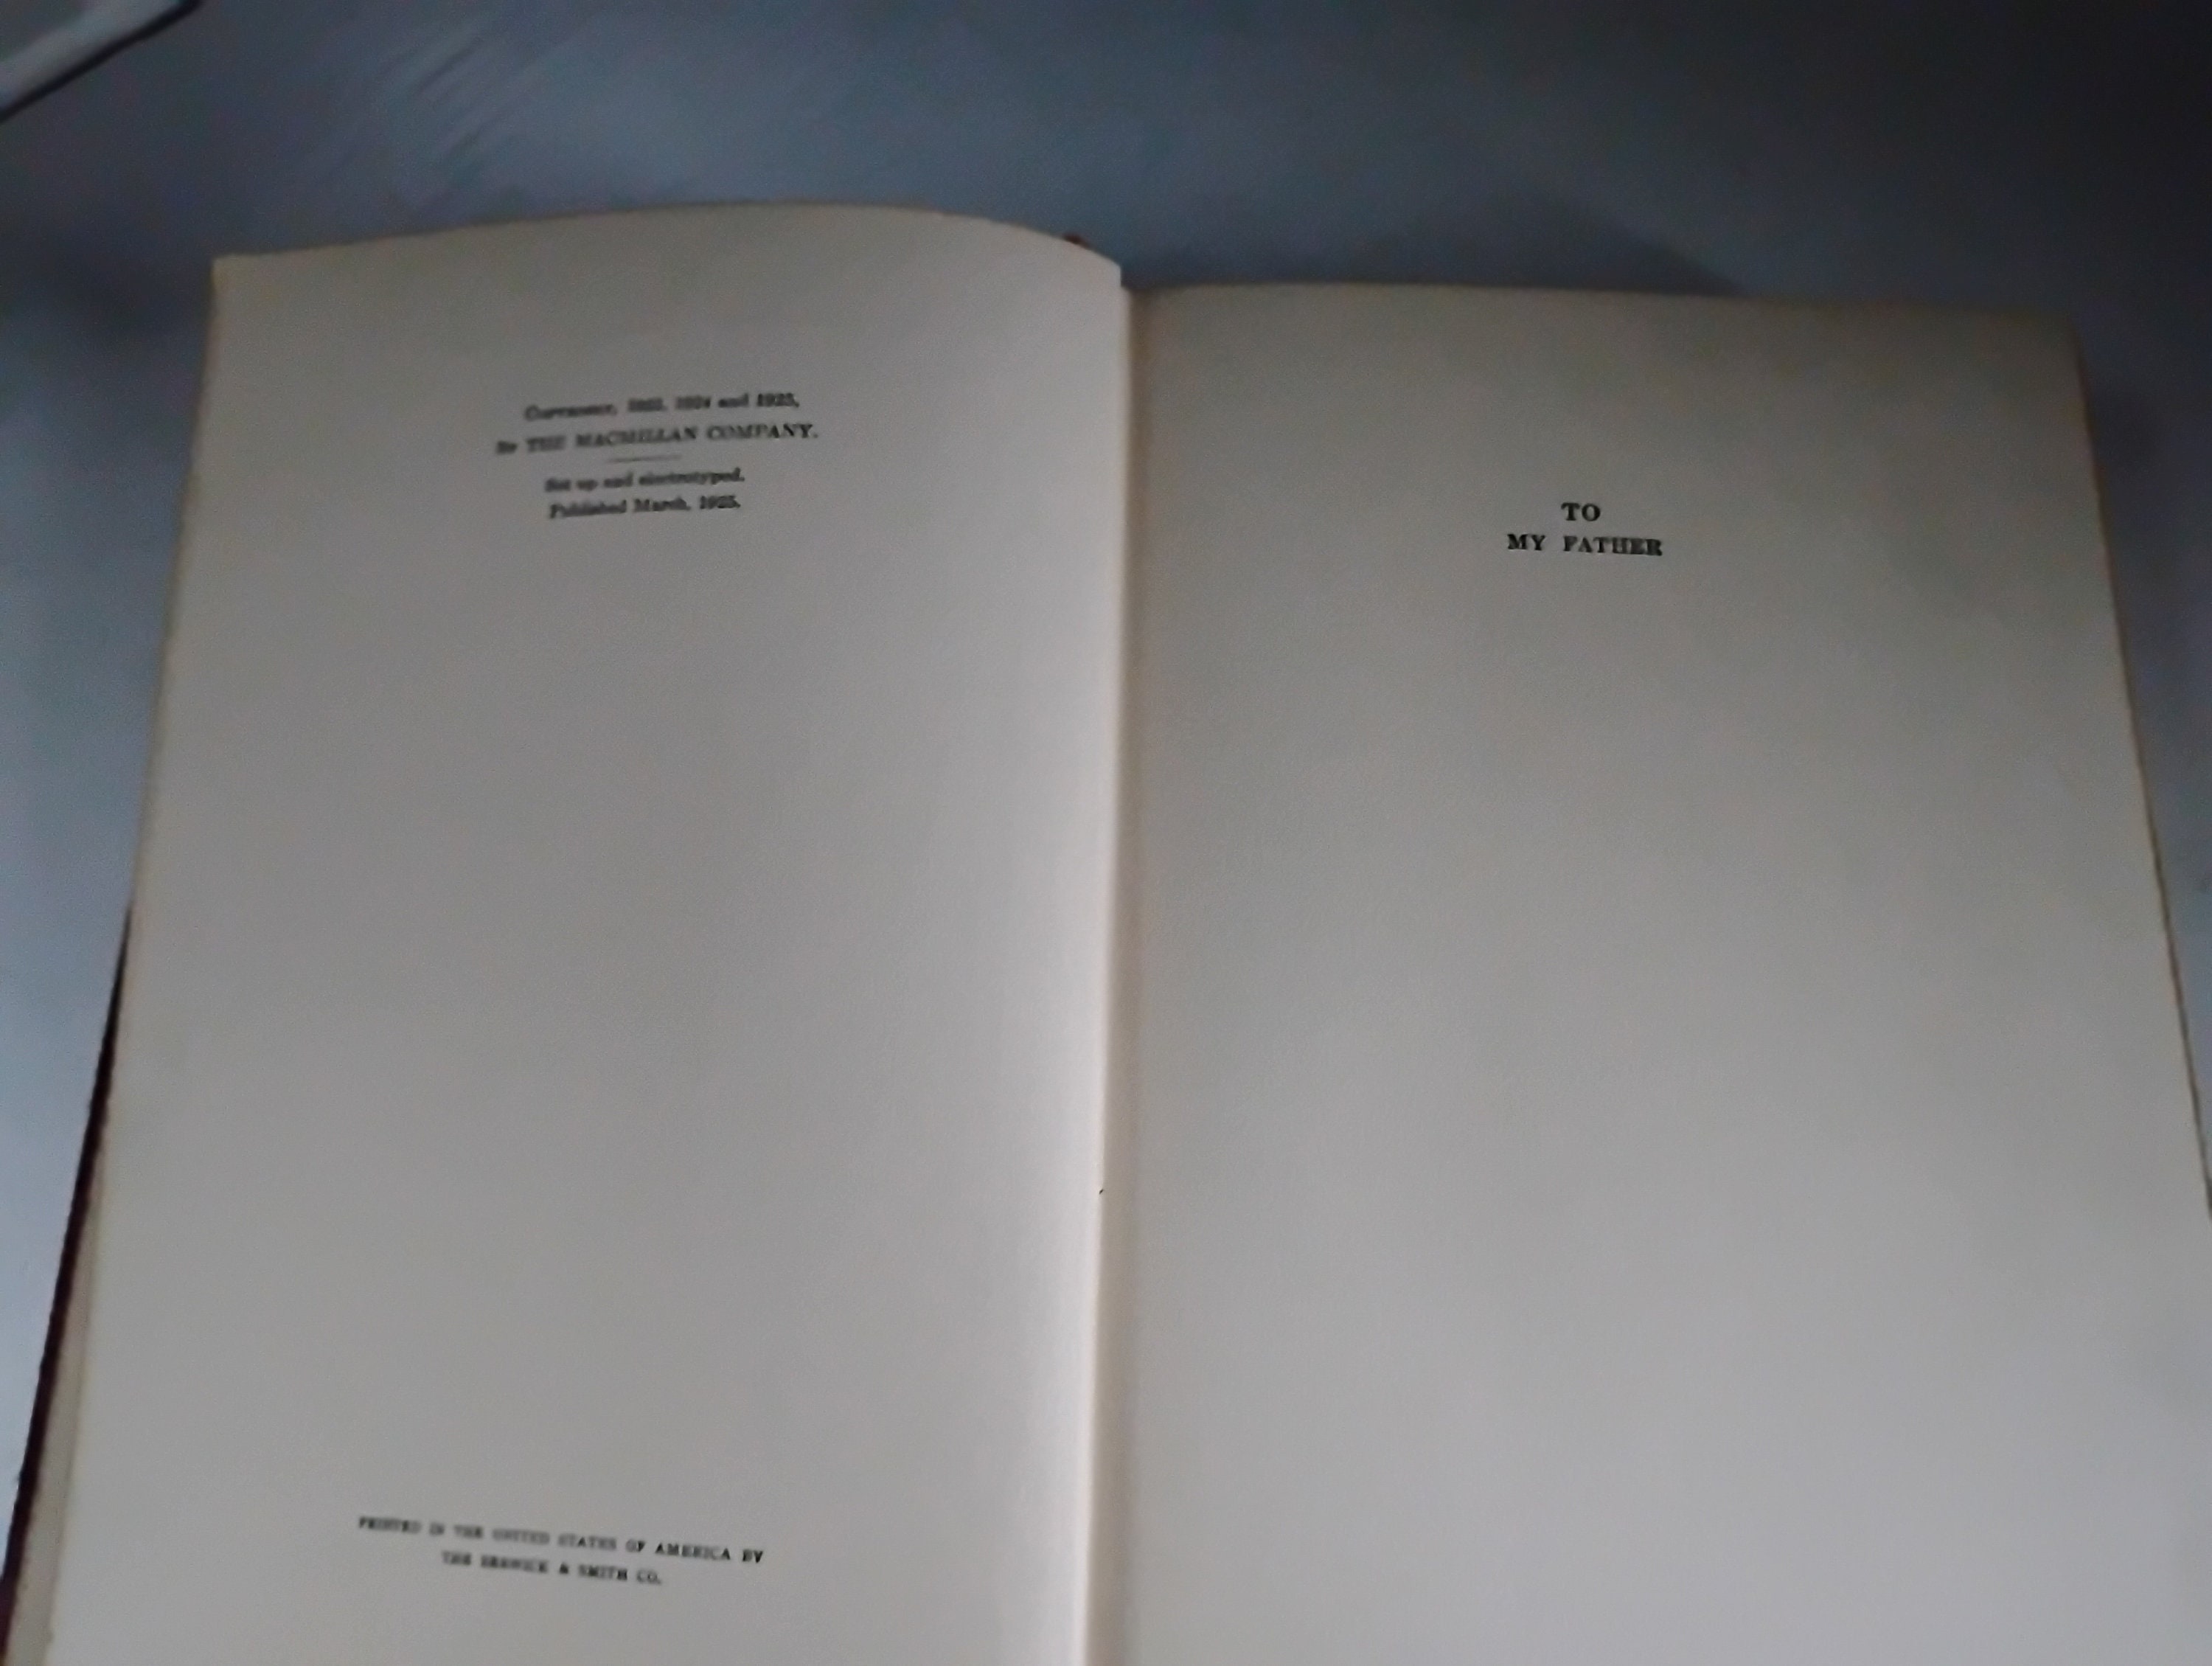 Copyright, 1924 and 1925,
By THE MACMILLAN COMPANY.
Set up and electrotyped.
Published March, 1925.
PRINTED IN THE UNITED STATES OF AMERICA BY
THE BERWICK & SMITH CO.
TO
MY FATHER